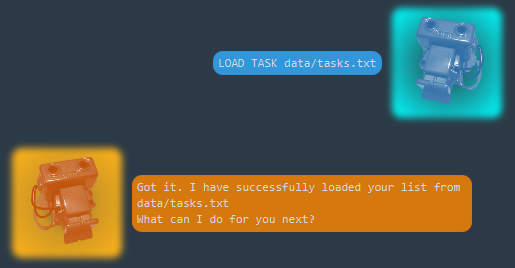 LOAD TASK data/tasks.txt
Got it. I have successfully loaded your list from
data/tasks.txt
What can I do for you next?